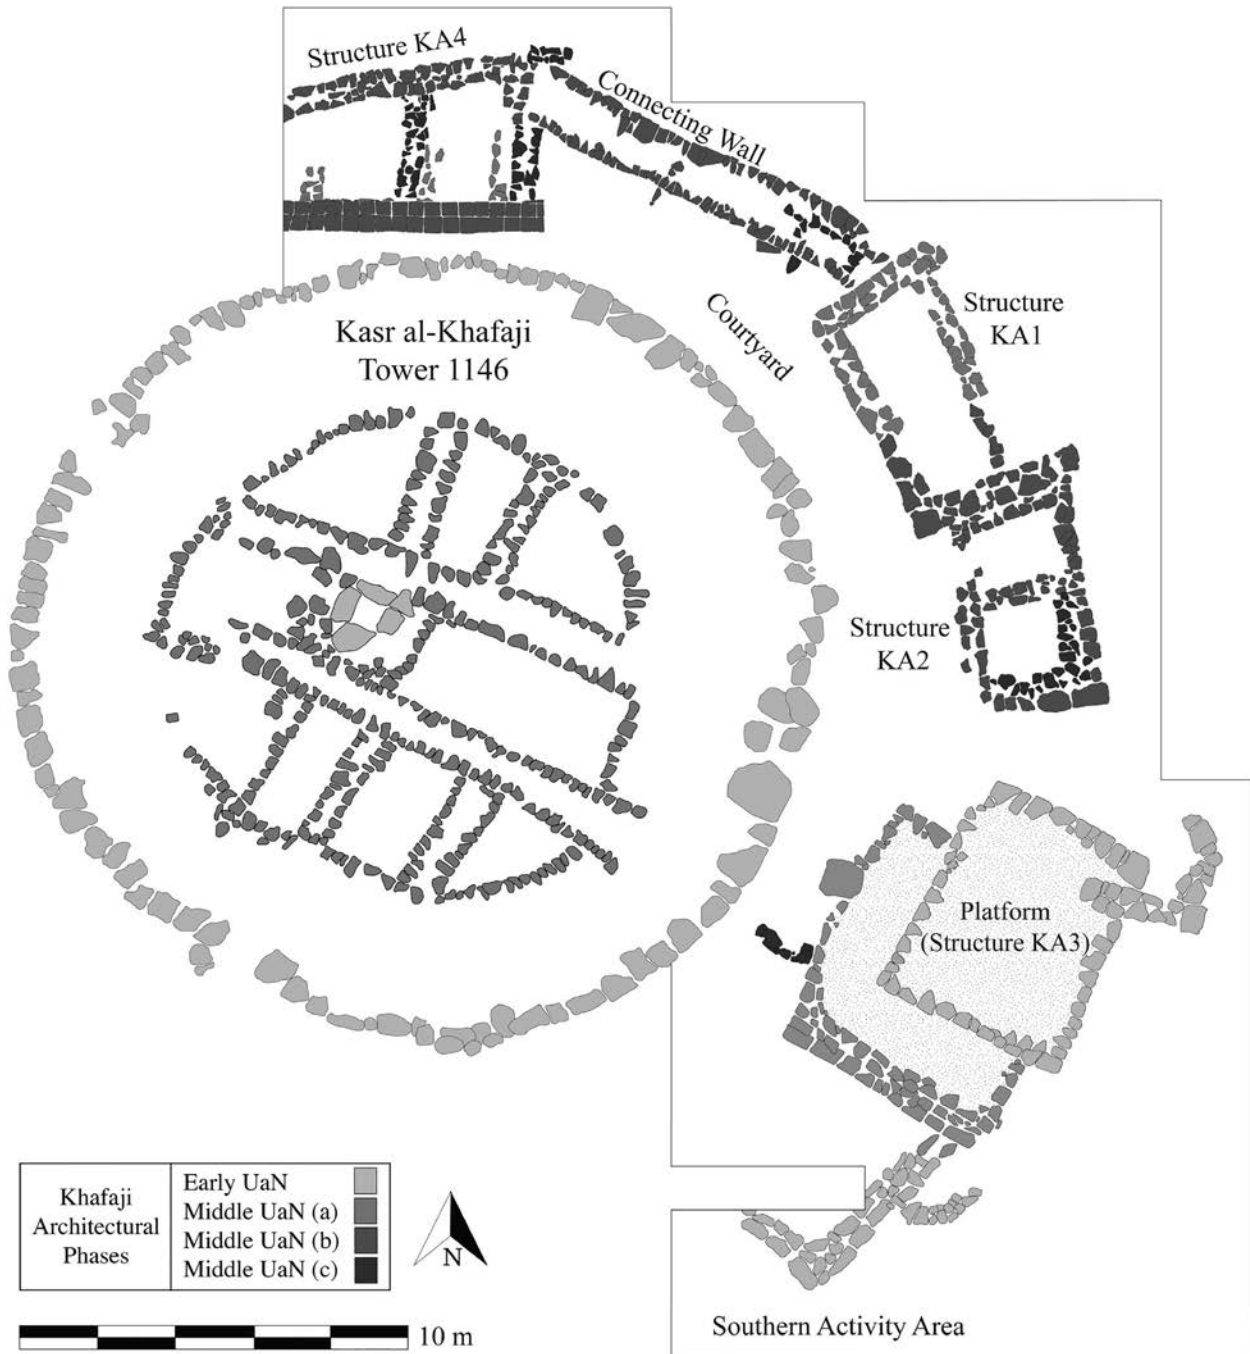 Structure KA4
Connecting Wall
Kasr al-Khafaji
Tower 1146
Courtyard
Structure
KA1
Structure
KA2
Platform
(Structure KA3)
Khafaji
Architectural
Phases
Early UaN
Middle UaN (a)
Middle UaN (b)
Middle UaN (c)
N
10 m
Southern Activity Area